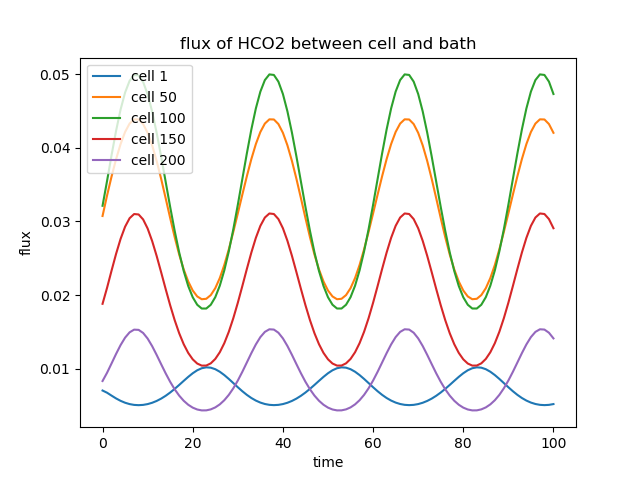 flux of HCO2 between cell and bath
cell 1
cell 50
cell 100
cell 150
cell 200
0.05
0.04
0.03
0.02
0.01
flux
0 20 40 60 80 100
time